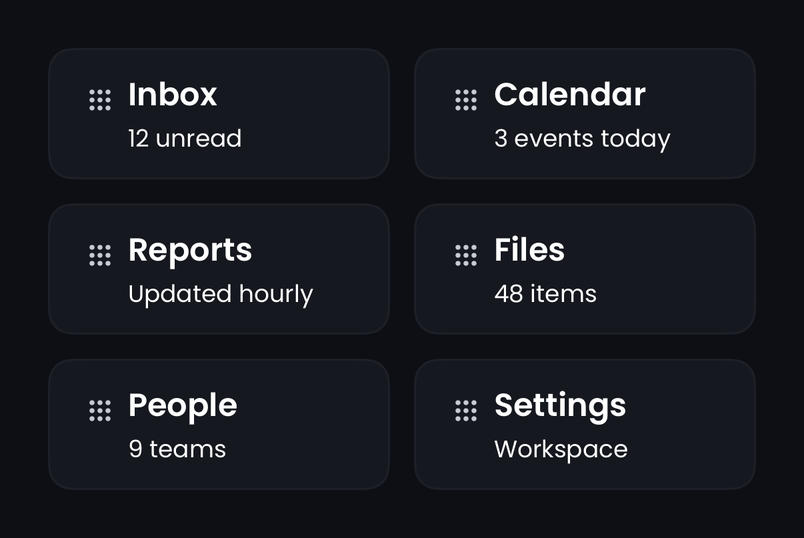 Inbox
12 unread
Calendar
3 events today
Reports
Updated hourly
Files
48 items
People
9 teams
Settings
Workspace